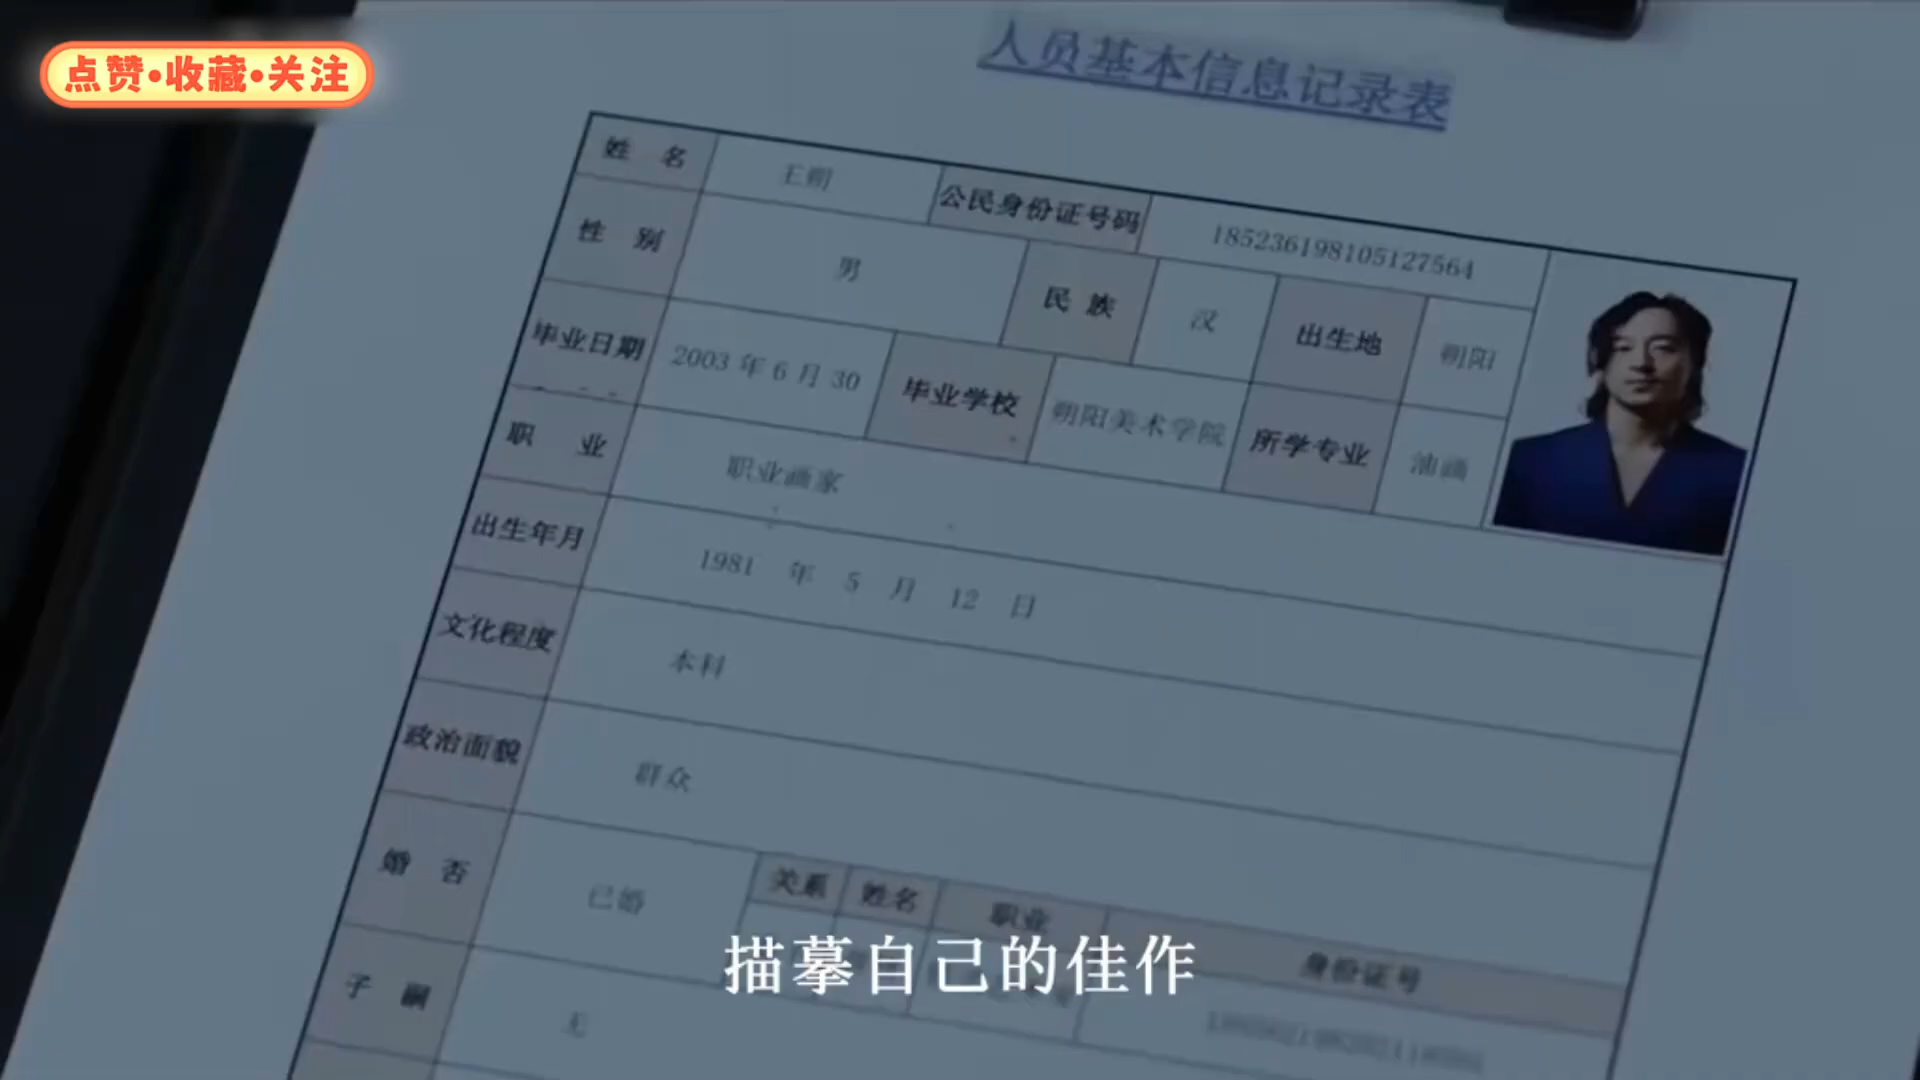 点赞·收藏·关注
人员基本信息记录表
姓 名 王朔 公民身份证号码 185236198105127564
性 别 男 民 族 汉 出生地 朝阳
毕业日期 2003 年 6 月 30 毕业学校 朝阳美术学院 所学专业 油画
职 业 职业画家
出生年月 1981 年 5 月 12 日
文化程度 本科
政治面貌 群众
婚 否 已婚 关系 姓名 职业 身份证号
子 嗣 无
描摹自己的佳作